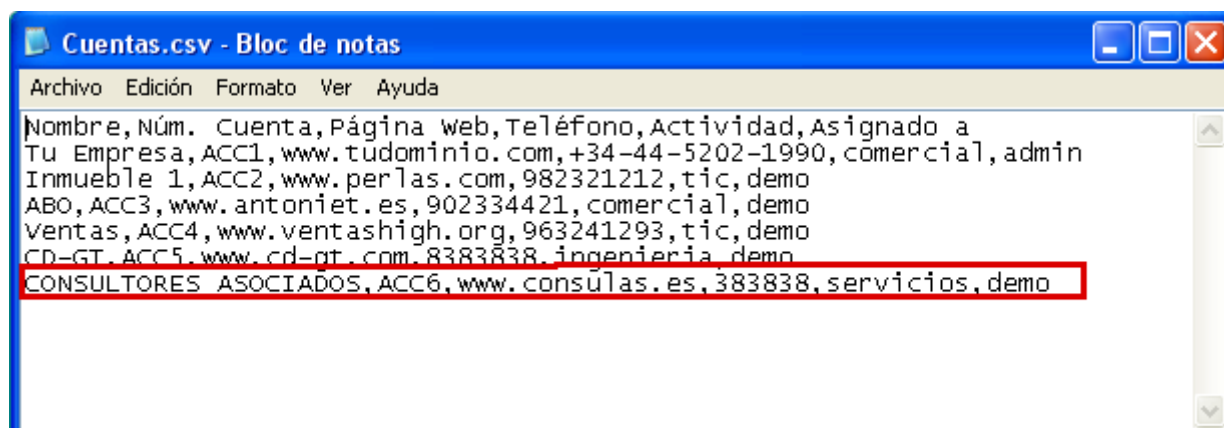 Cuentas.csv - Bloc de notas
Archivo Edición Formato Ver Ayuda
Nombre,Núm. Cuenta,Página Web,Teléfono,Actividad,Asignado a
Tu Empresa,ACC1,www.tudominio.com,+34-44-5202-1990,comercial,admin
Inmueble 1,ACC2,www.perlas.com,982321212,tic,demo
ABO,ACC3,www.antoniet.es,902334421,comercial,demo
Ventas,ACC4,www.ventashigh.org,963241293,tic,demo
CD-GT,ACC5,www.cd-gt.com,8383838,ingenieria,demo
CONSULTORES ASOCIADOS,ACC6,www.consulas.es,383838,servicios,demo